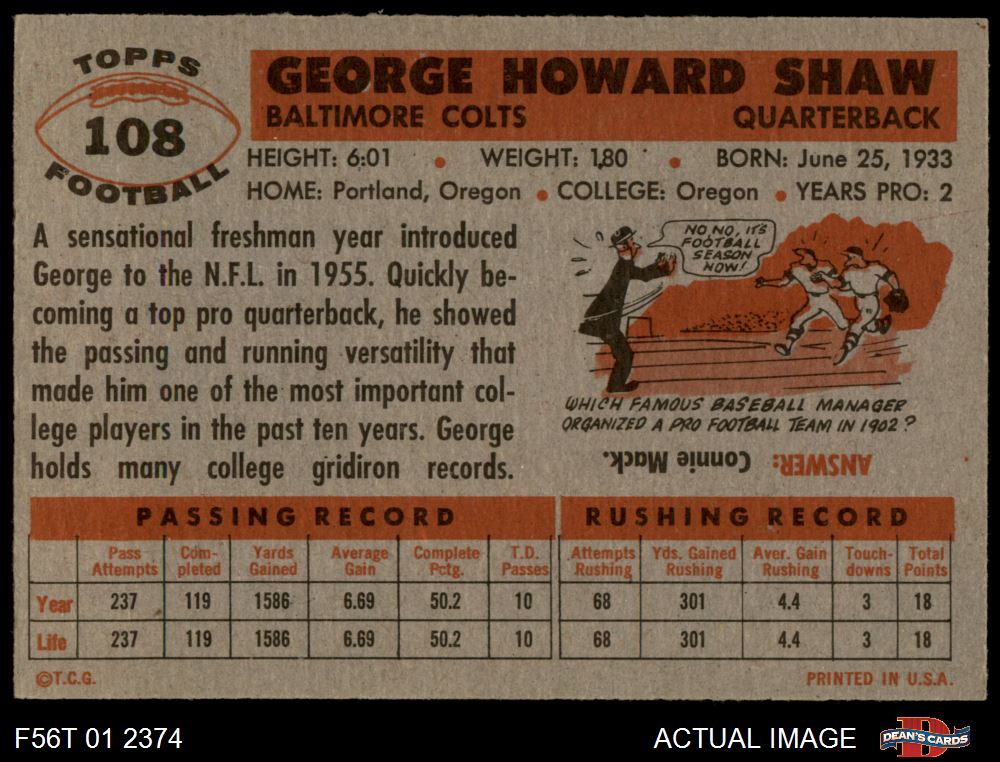 TOPPS
108
FOOTBALL
GEORGE HOWARD SHAW
BALTIMORE COLTS QUARTERBACK
HEIGHT: 6:01 • WEIGHT: 180 • BORN: June 25, 1933
HOME: Portland, Oregon • COLLEGE: Oregon • YEARS PRO: 2
A sensational freshman year introduced
George to the N.F.L. in 1955. Quickly be-
coming a top pro quarterback, he showed
the passing and running versatility that
made him one of the most important col-
lege players in the past ten years. George
holds many college gridiron records.
NO, NO, IT'S
FOOTBALL
SEASON
NOW!
WHICH FAMOUS BASEBALL MANAGER
ORGANIZED A PRO FOOTBALL TEAM IN 1902?
ANSWER: Connie Mack.
PASSING RECORD
Pass Attempts Com-pleted Yards Gained Average Gain Complete Pctg. T.D. Passes
Year 237 119 1586 6.69 50.2 10
Life 237 119 1586 6.69 50.2 10
RUSHING RECORD
Attempts Rushing Yds. Gained Rushing Aver. Gain Rushing Touch-downs Total Points
68 301 4.4 3 18
68 301 4.4 3 18
©T.C.G. PRINTED IN U.S.A.
F56T 01 2374 ACTUAL IMAGE
D
DEAN'S CARDS